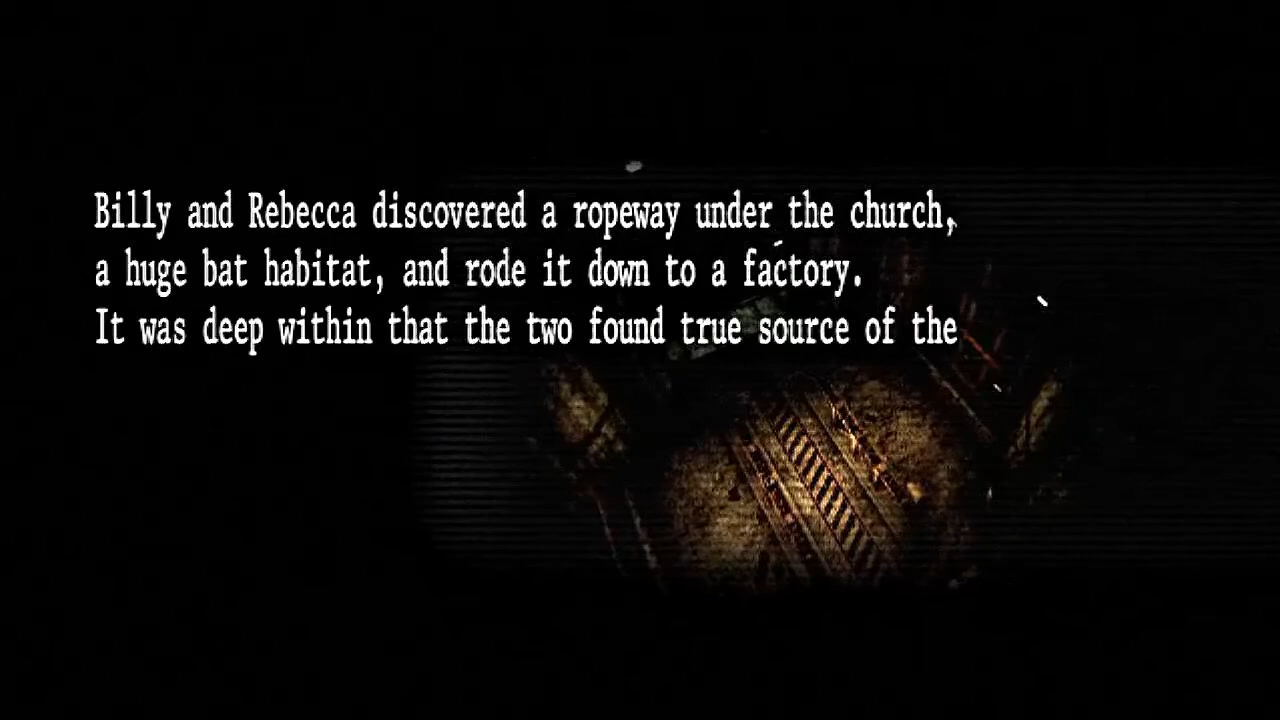 Billy and Rebecca discovered a ropeway under the church,
a huge bat habitat, and rode it down to a factory.
It was deep within that the two found true source of the